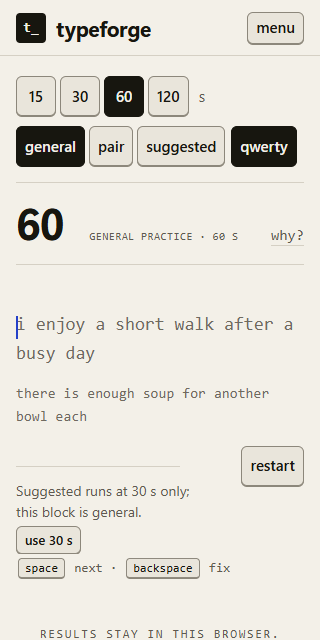 t_ typeforge menu
15 30 60 120 s
general pair suggested qwerty
60 GENERAL PRACTICE · 60 S why?
i enjoy a short walk after a
busy day
there is enough soup for another
bowl each
restart
Suggested runs at 30 s only;
this block is general.
use 30 s
space next · backspace fix
RESULTS STAY IN THIS BROWSER.